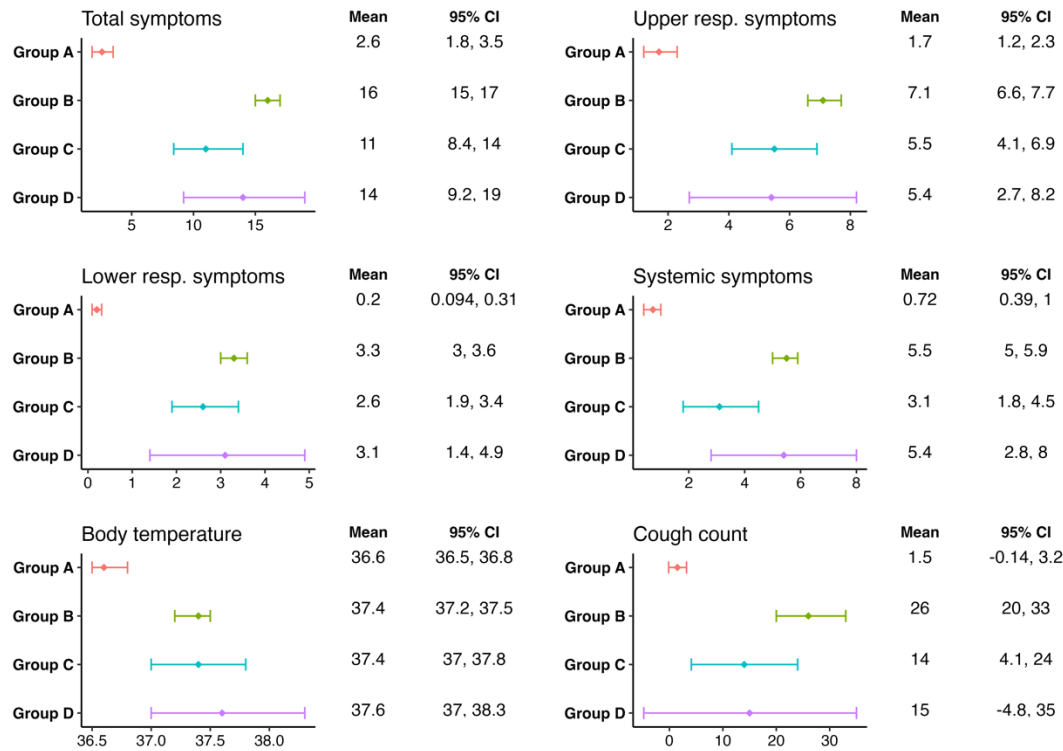 Total symptoms Mean 95% CI
Group A 2.6 1.8, 3.5
Group B 16 15, 17
Group C 11 8.4, 14
Group D 14 9.2, 19
5 10 15
Upper resp. symptoms Mean 95% CI
Group A 1.7 1.2, 2.3
Group B 7.1 6.6, 7.7
Group C 5.5 4.1, 6.9
Group D 5.4 2.7, 8.2
2 4 6 8
Lower resp. symptoms Mean 95% CI
Group A 0.2 0.094, 0.31
Group B 3.3 3, 3.6
Group C 2.6 1.9, 3.4
Group D 3.1 1.4, 4.9
0 1 2 3 4 5
Systemic symptoms Mean 95% CI
Group A 0.72 0.39, 1
Group B 5.5 5, 5.9
Group C 3.1 1.8, 4.5
Group D 5.4 2.8, 8
2 4 6 8
Body temperature Mean 95% CI
Group A 36.6 36.5, 36.8
Group B 37.4 37.2, 37.5
Group C 37.4 37, 37.8
Group D 37.6 37, 38.3
36.5 37.0 37.5 38.0
Cough count Mean 95% CI
Group A 1.5 -0.14, 3.2
Group B 26 20, 33
Group C 14 4.1, 24
Group D 15 -4.8, 35
0 10 20 30